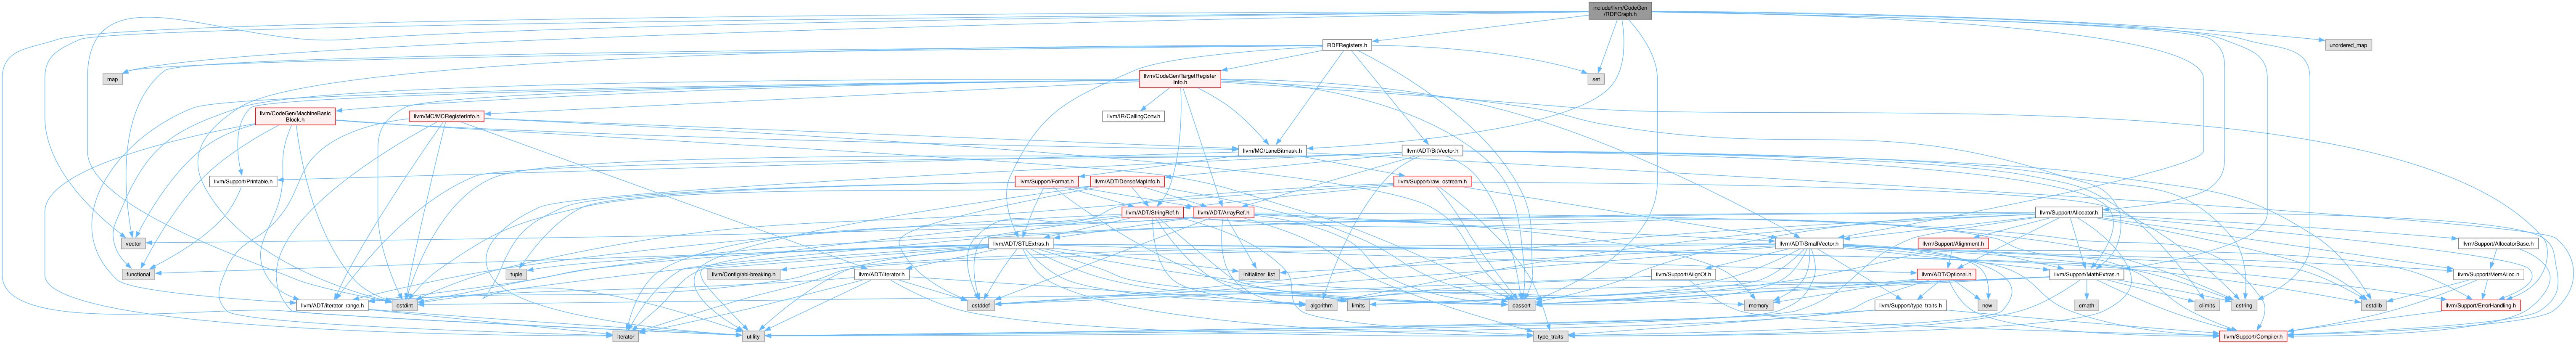 include/llvm/CodeGen
/RDFGraph.h
RDFRegisters.h
unordered_map
map
llvm/CodeGen/TargetRegister
Info.h
set
llvm/CodeGen/MachineBasic
Block.h
llvm/MC/MCRegisterInfo.h
llvm/IR/CallingConv.h
llvm/MC/LaneBitmask.h
llvm/ADT/BitVector.h
llvm/Support/Printable.h
llvm/Support/Format.h
llvm/ADT/DenseMapInfo.h
llvm/Support/raw_ostream.h
llvm/ADT/StringRef.h
llvm/ADT/ArrayRef.h
llvm/Support/Allocator.h
vector
llvm/ADT/STLExtras.h
llvm/ADT/SmallVector.h
llvm/Support/Alignment.h
llvm/Support/AllocatorBase.h
functional
tuple
llvm/Config/abi-breaking.h
llvm/ADT/iterator.h
initializer_list
llvm/Support/AlignOf.h
llvm/ADT/Optional.h
llvm/Support/MathExtras.h
llvm/Support/MemAlloc.h
llvm/ADT/iterator_range.h
cstdint
cstddef
algorithm
limits
cassert
memory
llvm/Support/type_traits.h
new
cmath
climits
cstring
cstdlib
llvm/Support/ErrorHandling.h
iterator
utility
type_traits
llvm/Support/Compiler.h